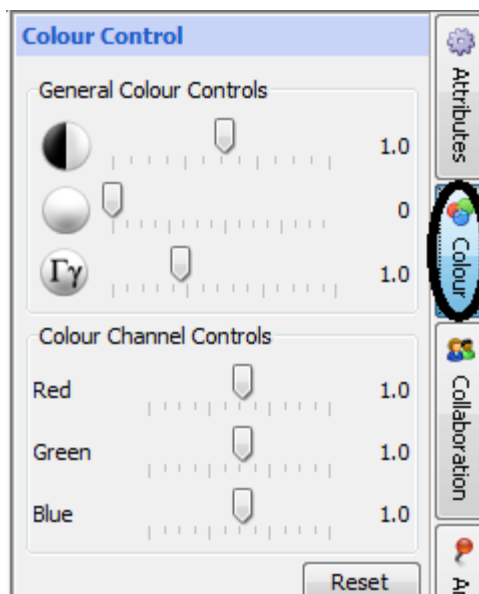 Colour Control
General Colour Controls
1.0
0
Γγ
1.0
Colour Channel Controls
Red
1.0
Green
1.0
Blue
1.0
Reset
Attributes
Colour
Collaboration